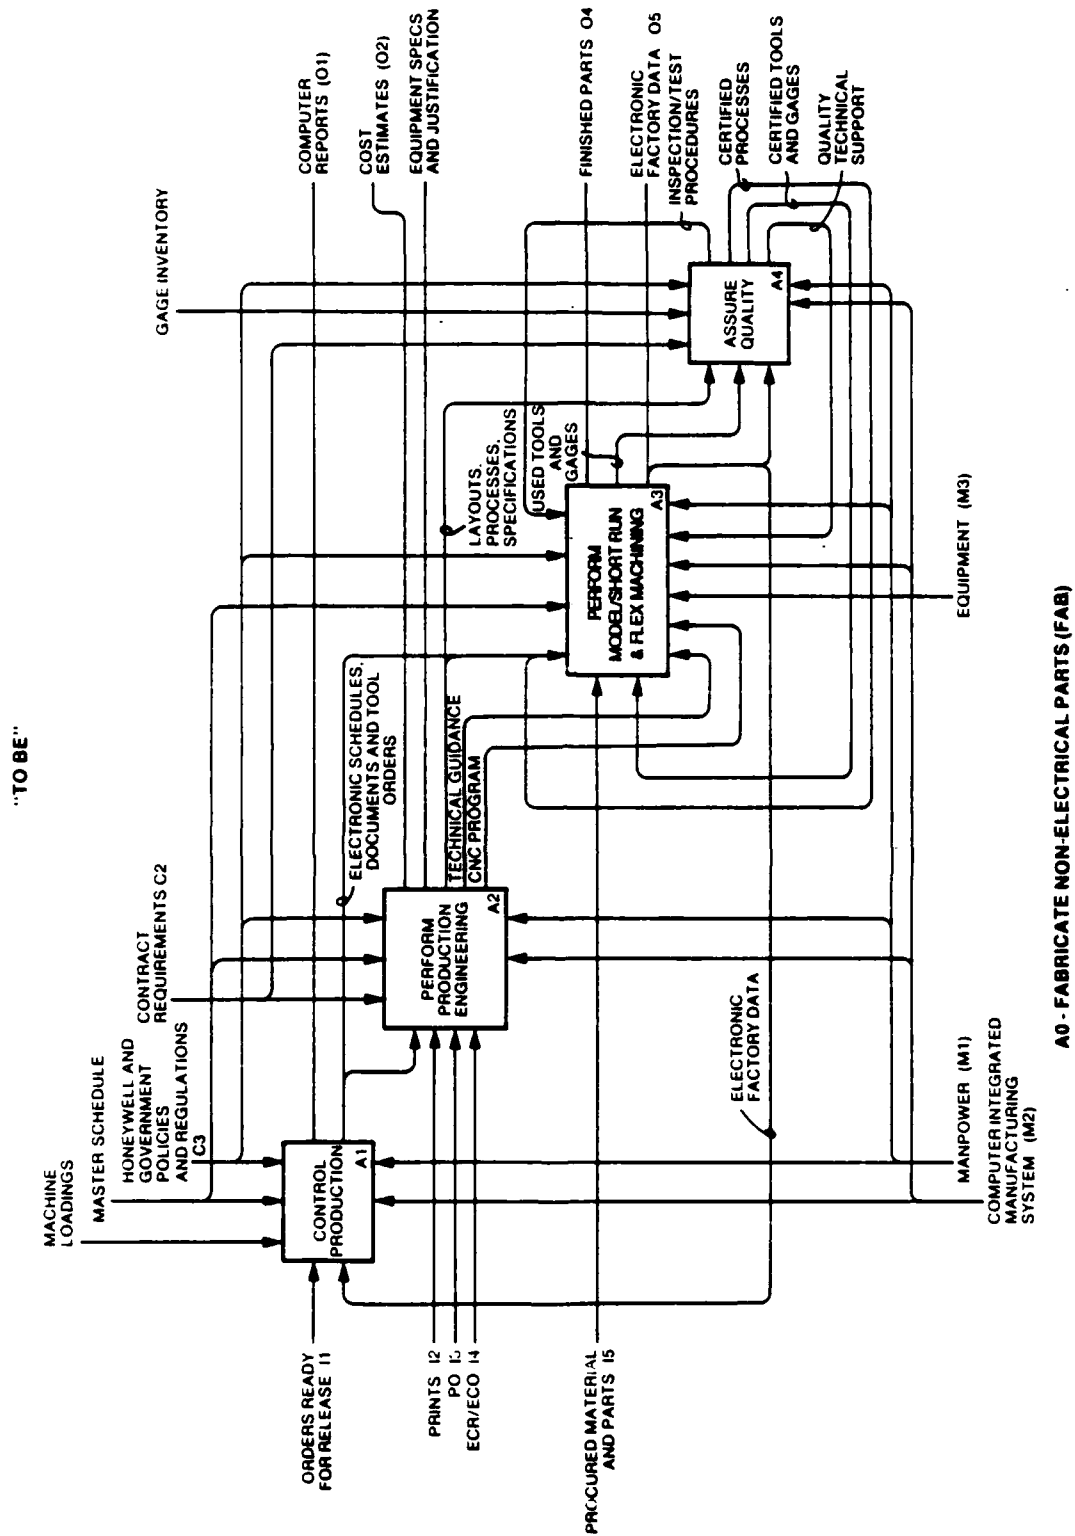 "TO BE"
MACHINE
LOADINGS
MASTER SCHEDULE
HONEYWELL AND
GOVERNMENT
POLICIES
AND REGULATIONS
C3
CONTRACT
REQUIREMENTS C2
GAGE INVENTORY
ORDERS READY
FOR RELEASE I1
CONTROL
PRODUCTION
A1
COMPUTER
REPORTS (O1)
COST
ESTIMATES (O2)
EQUIPMENT SPECS
AND JUSTIFICATION
ELECTRONIC SCHEDULES.
DOCUMENTS AND TOOL
ORDERS
PRINTS I2
PO I3
ECR/ECO I4
PERFORM
PRODUCTION
ENGINEERING
A2
TECHNICAL GUIDANCE
CNC PROGRAM
LAYOUTS.
PROCESSES.
SPECIFICATIONS
USED TOOLS
AND
GAGES
PROCURED MATERIAL
AND PARTS I5
PERFORM
MODEL/SHORT RUN
& FLEX MACHINING
A3
FINISHED PARTS O4
ELECTRONIC
FACTORY DATA O5
INSPECTION/TEST
PROCEDURES
CERTIFIED
PROCESSES
CERTIFIED TOOLS
AND GAGES
QUALITY
TECHNICAL
SUPPORT
ASSURE
QUALITY
A4
ELECTRONIC
FACTORY DATA
MANPOWER (M1)
COMPUTER INTEGRATED
MANUFACTURING
SYSTEM (M2)
EQUIPMENT (M3)
A0 - FABRICATE NON-ELECTRICAL PARTS (FAB)